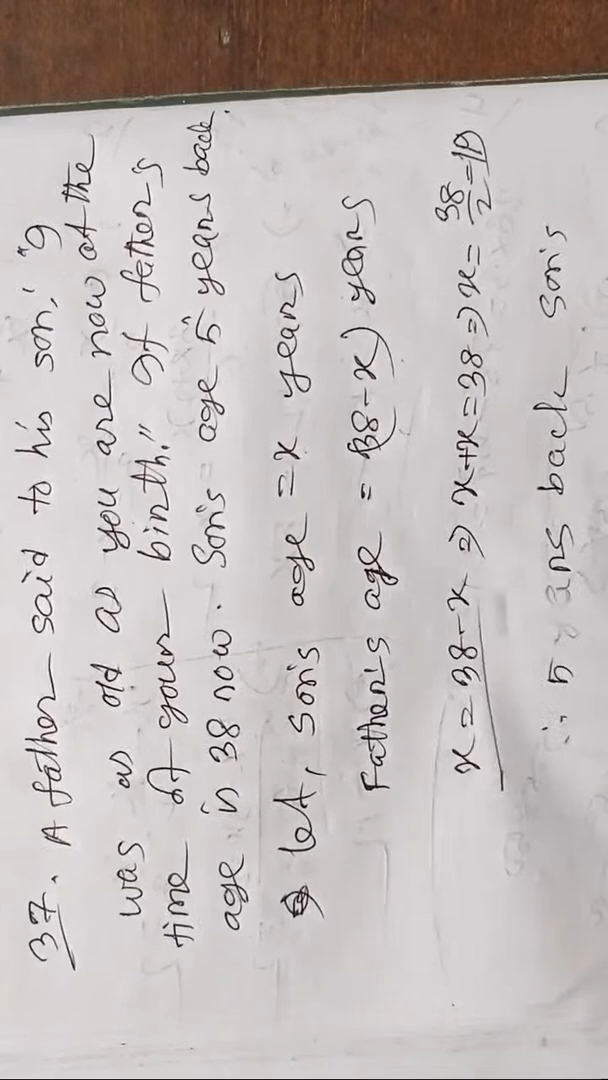 37. A father said to his son, "I
was as old as you are now at the
time of your birth." If father's
age is 38 now. Son's age 5 years back.
Let, Son's age = x years
Father's age = (38-x) years
x = 38-x ⇒ x+x = 38 ⇒ x = 38/2 = 19
∴ 5 years back son's